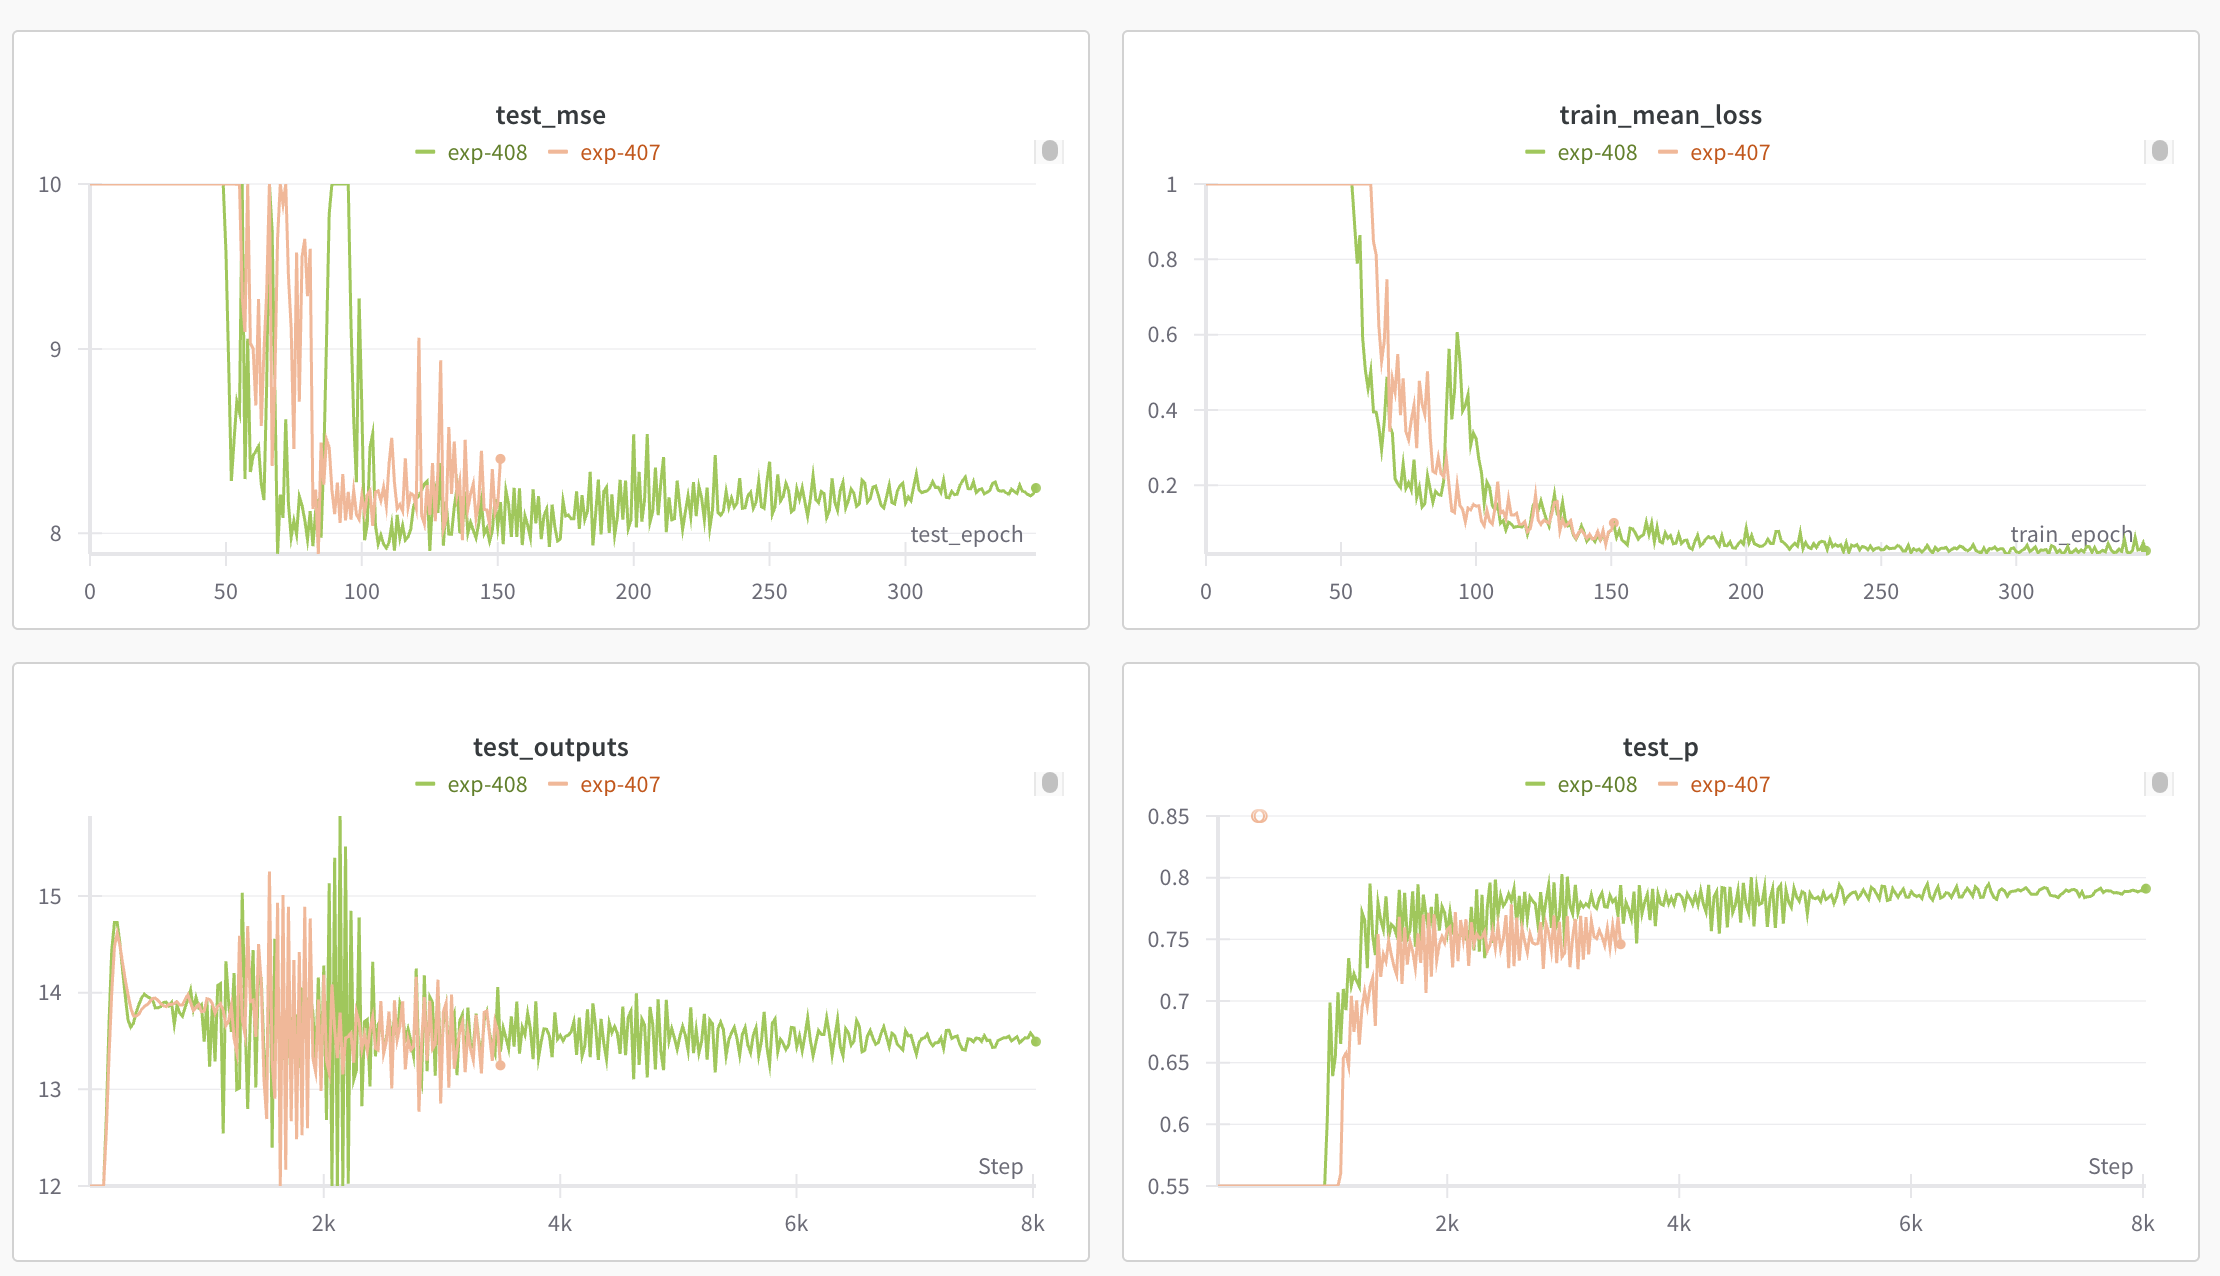 test_mse
exp-408 exp-407
10
9
8
test_epoch
0 50 100 150 200 250 300
train_mean_loss
exp-408 exp-407
1
0.8
0.6
0.4
0.2
train_epoch
0 50 100 150 200 250 300
test_outputs
exp-408 exp-407
15
14
13
12
Step
2k 4k 6k 8k
test_p
exp-408 exp-407
0.85
0.8
0.75
0.7
0.65
0.6
0.55
Step
2k 4k 6k 8k